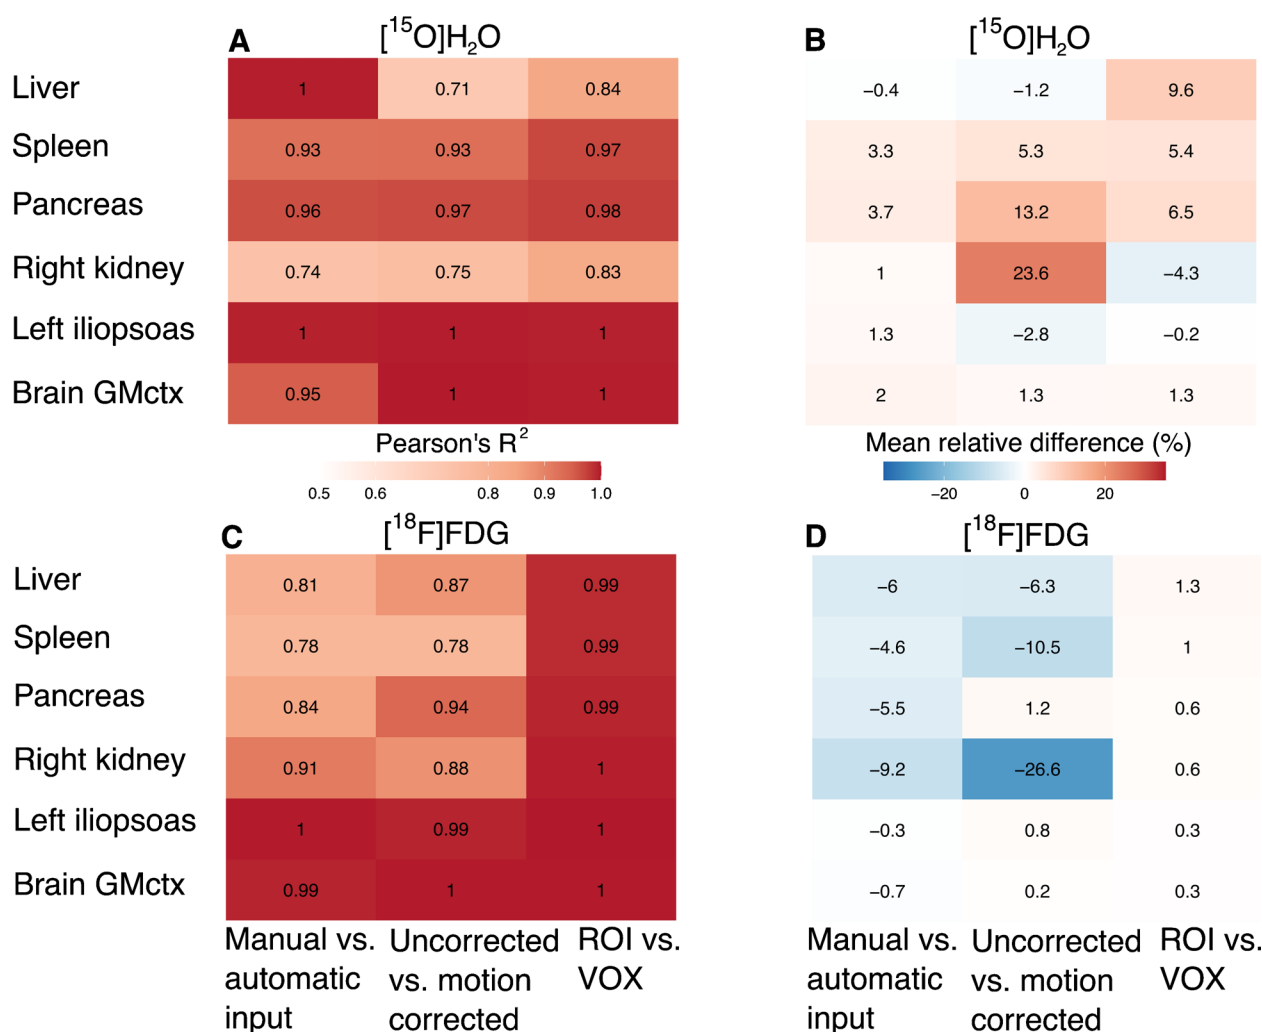 A [¹⁵O]H₂O
Liver 1 0.71 0.84
Spleen 0.93 0.93 0.97
Pancreas 0.96 0.97 0.98
Right kidney 0.74 0.75 0.83
Left iliopsoas 1 1 1
Brain GMctx 0.95 1 1
Pearson's R²
0.5 0.6 0.8 0.9 1.0
B [¹⁵O]H₂O
−0.4 −1.2 9.6
3.3 5.3 5.4
3.7 13.2 6.5
1 23.6 −4.3
1.3 −2.8 −0.2
2 1.3 1.3
Mean relative difference (%)
−20 0 20
C [¹⁸F]FDG
Liver 0.81 0.87 0.99
Spleen 0.78 0.78 0.99
Pancreas 0.84 0.94 0.99
Right kidney 0.91 0.88 1
Left iliopsoas 1 0.99 1
Brain GMctx 0.99 1 1
Manual vs.
automatic
input
Uncorrected
vs. motion
corrected
ROI vs.
VOX
D [¹⁸F]FDG
−6 −6.3 1.3
−4.6 −10.5 1
−5.5 1.2 0.6
−9.2 −26.6 0.6
−0.3 0.8 0.3
−0.7 0.2 0.3
Manual vs.
automatic
input
Uncorrected
vs. motion
corrected
ROI vs.
VOX